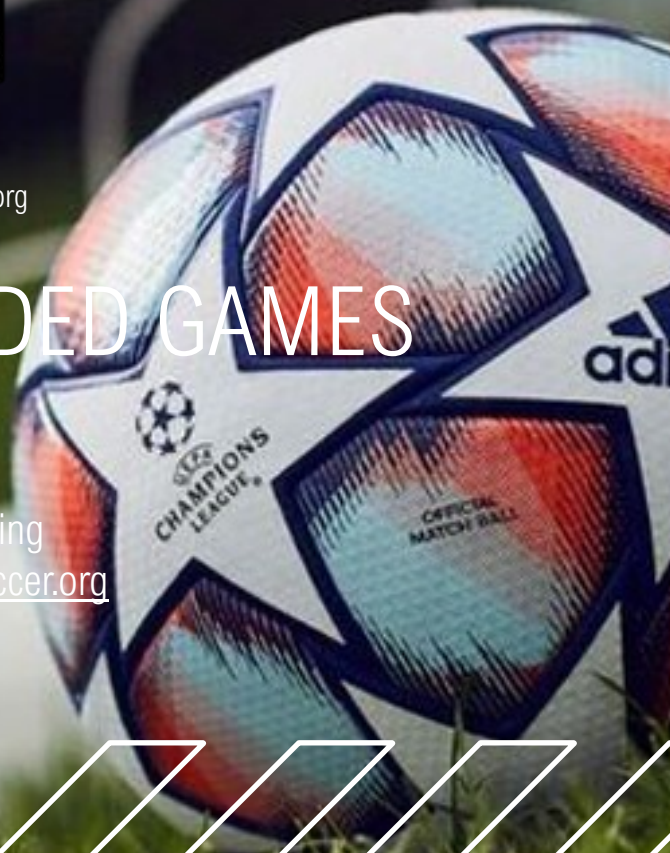 org
DED GAMES
adi
UEFA
CHAMPIONS
LEAGUE®
OFFICIAL
MATCH BALL
ing
ccer.org